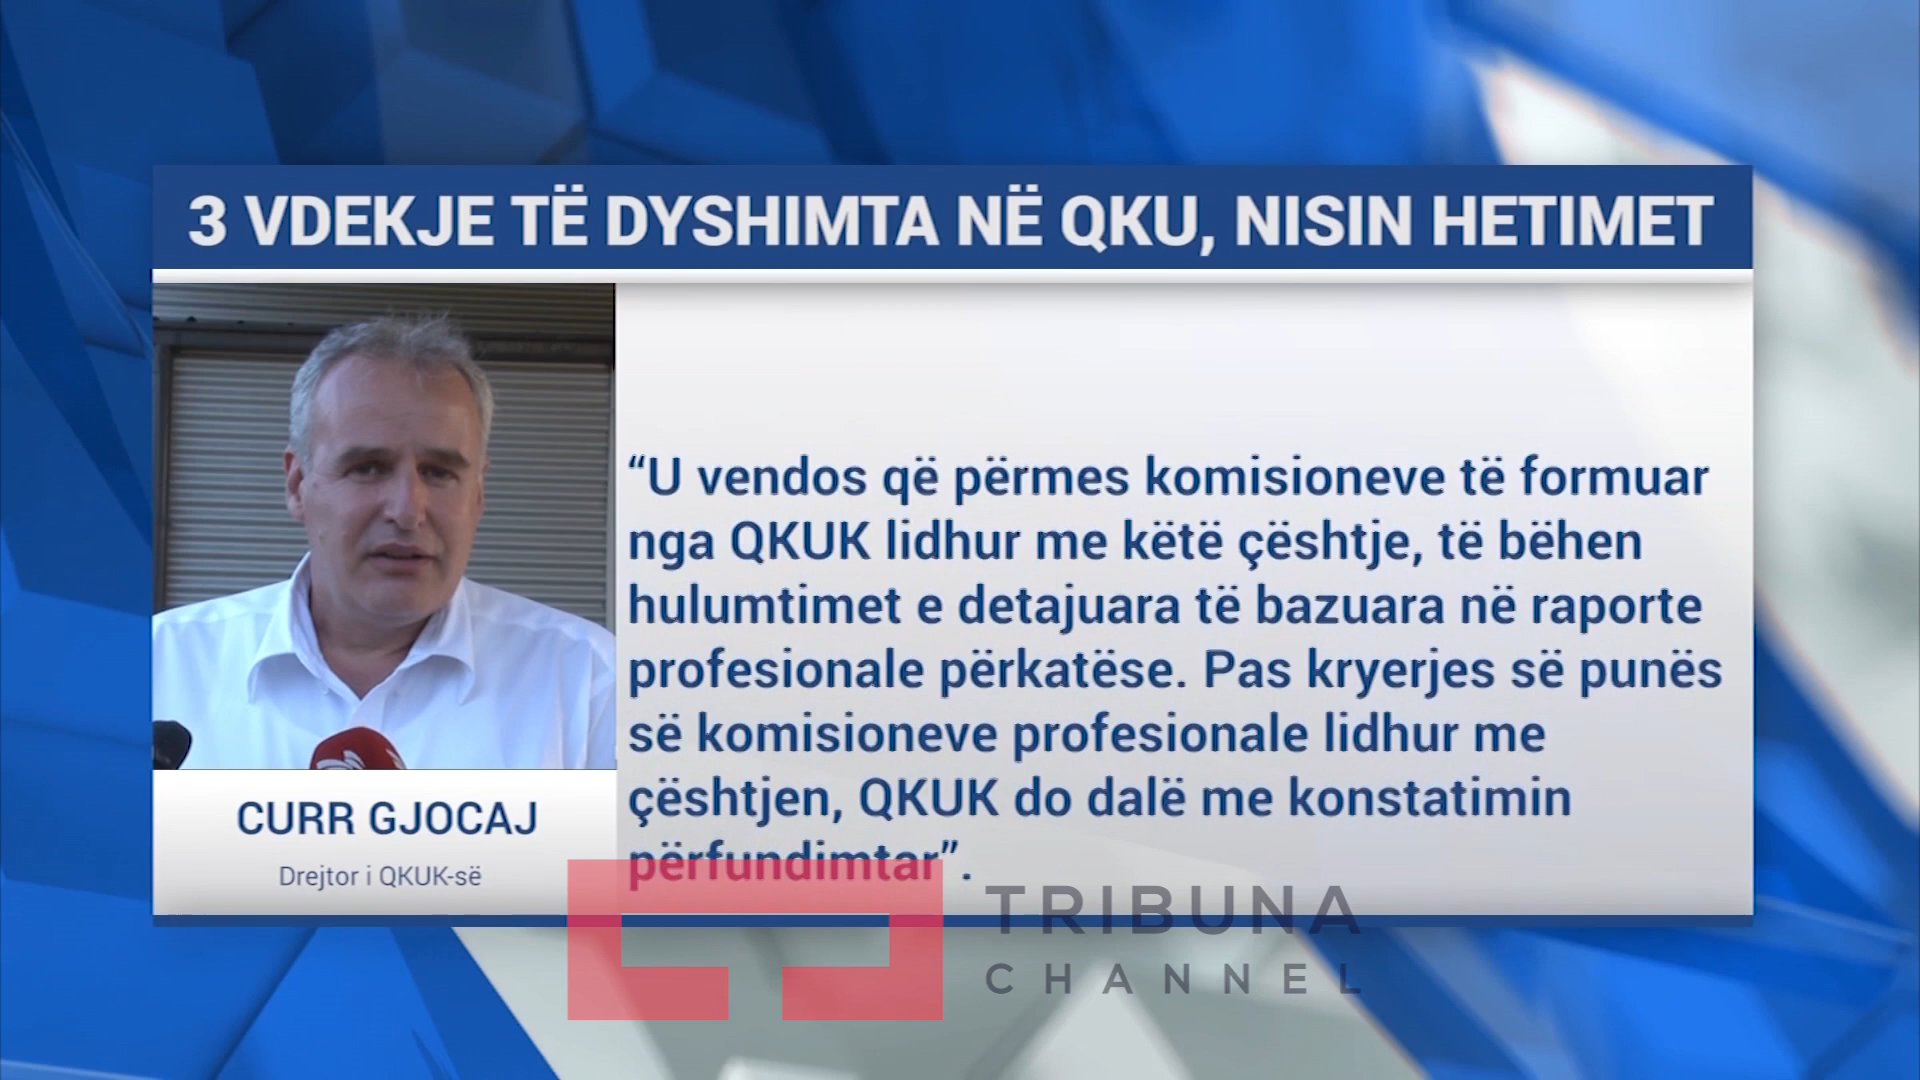 3 VDEKJE TË DYSHIMTA NË QKU, NISIN HETIMET
“U vendos që përmes komisioneve të formuar
nga QKUK lidhur me këtë çështje, të bëhen
hulumtimet e detajuara të bazuara në raporte
profesionale përkatëse. Pas kryerjes së punës
së komisioneve profesionale lidhur me
çështjen, QKUK do dalë me konstatimin
përfundimtar”.
CURR GJOCAJ
Drejtor i QKUK-së
TRIBUNA
CHANNEL